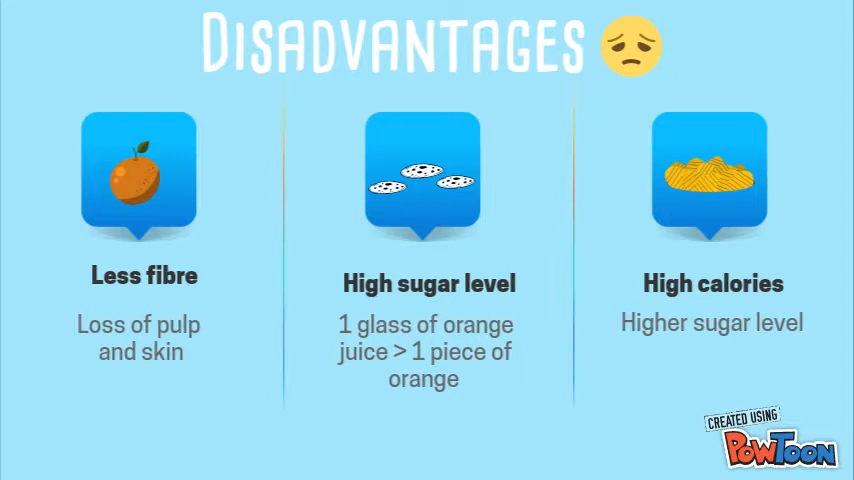 DISADVANTAGES
Less fibre
Loss of pulp
and skin
High sugar level
1 glass of orange
juice > 1 piece of
orange
High calories
Higher sugar level
CREATED USING
POWTOON